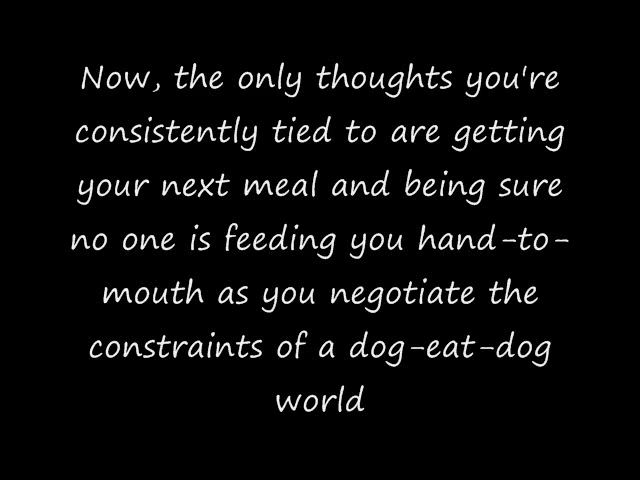 Now, the only thoughts you're
consistently tied to are getting
your next meal and being sure
no one is feeding you hand-to-
mouth as you negotiate the
constraints of a dog-eat-dog
world